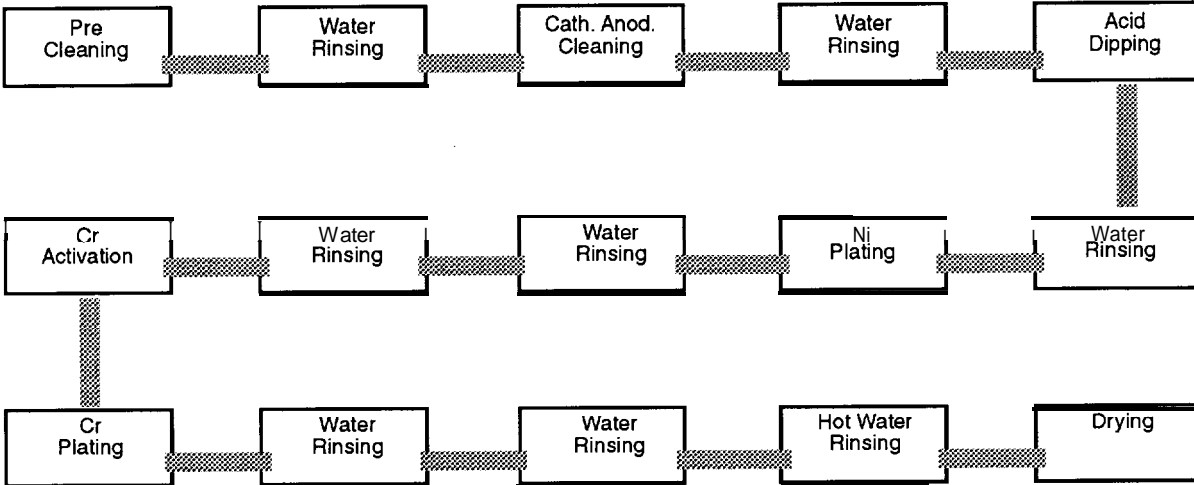 Pre
Cleaning
Water
Rinsing
Cath. Anod.
Cleaning
Water
Rinsing
Acid
Dipping
Cr
Activation
Water
Rinsing
Water
Rinsing
Ni
Plating
Water
Rinsing
Cr
Plating
Water
Rinsing
Water
Rinsing
Hot Water
Rinsing
Drying